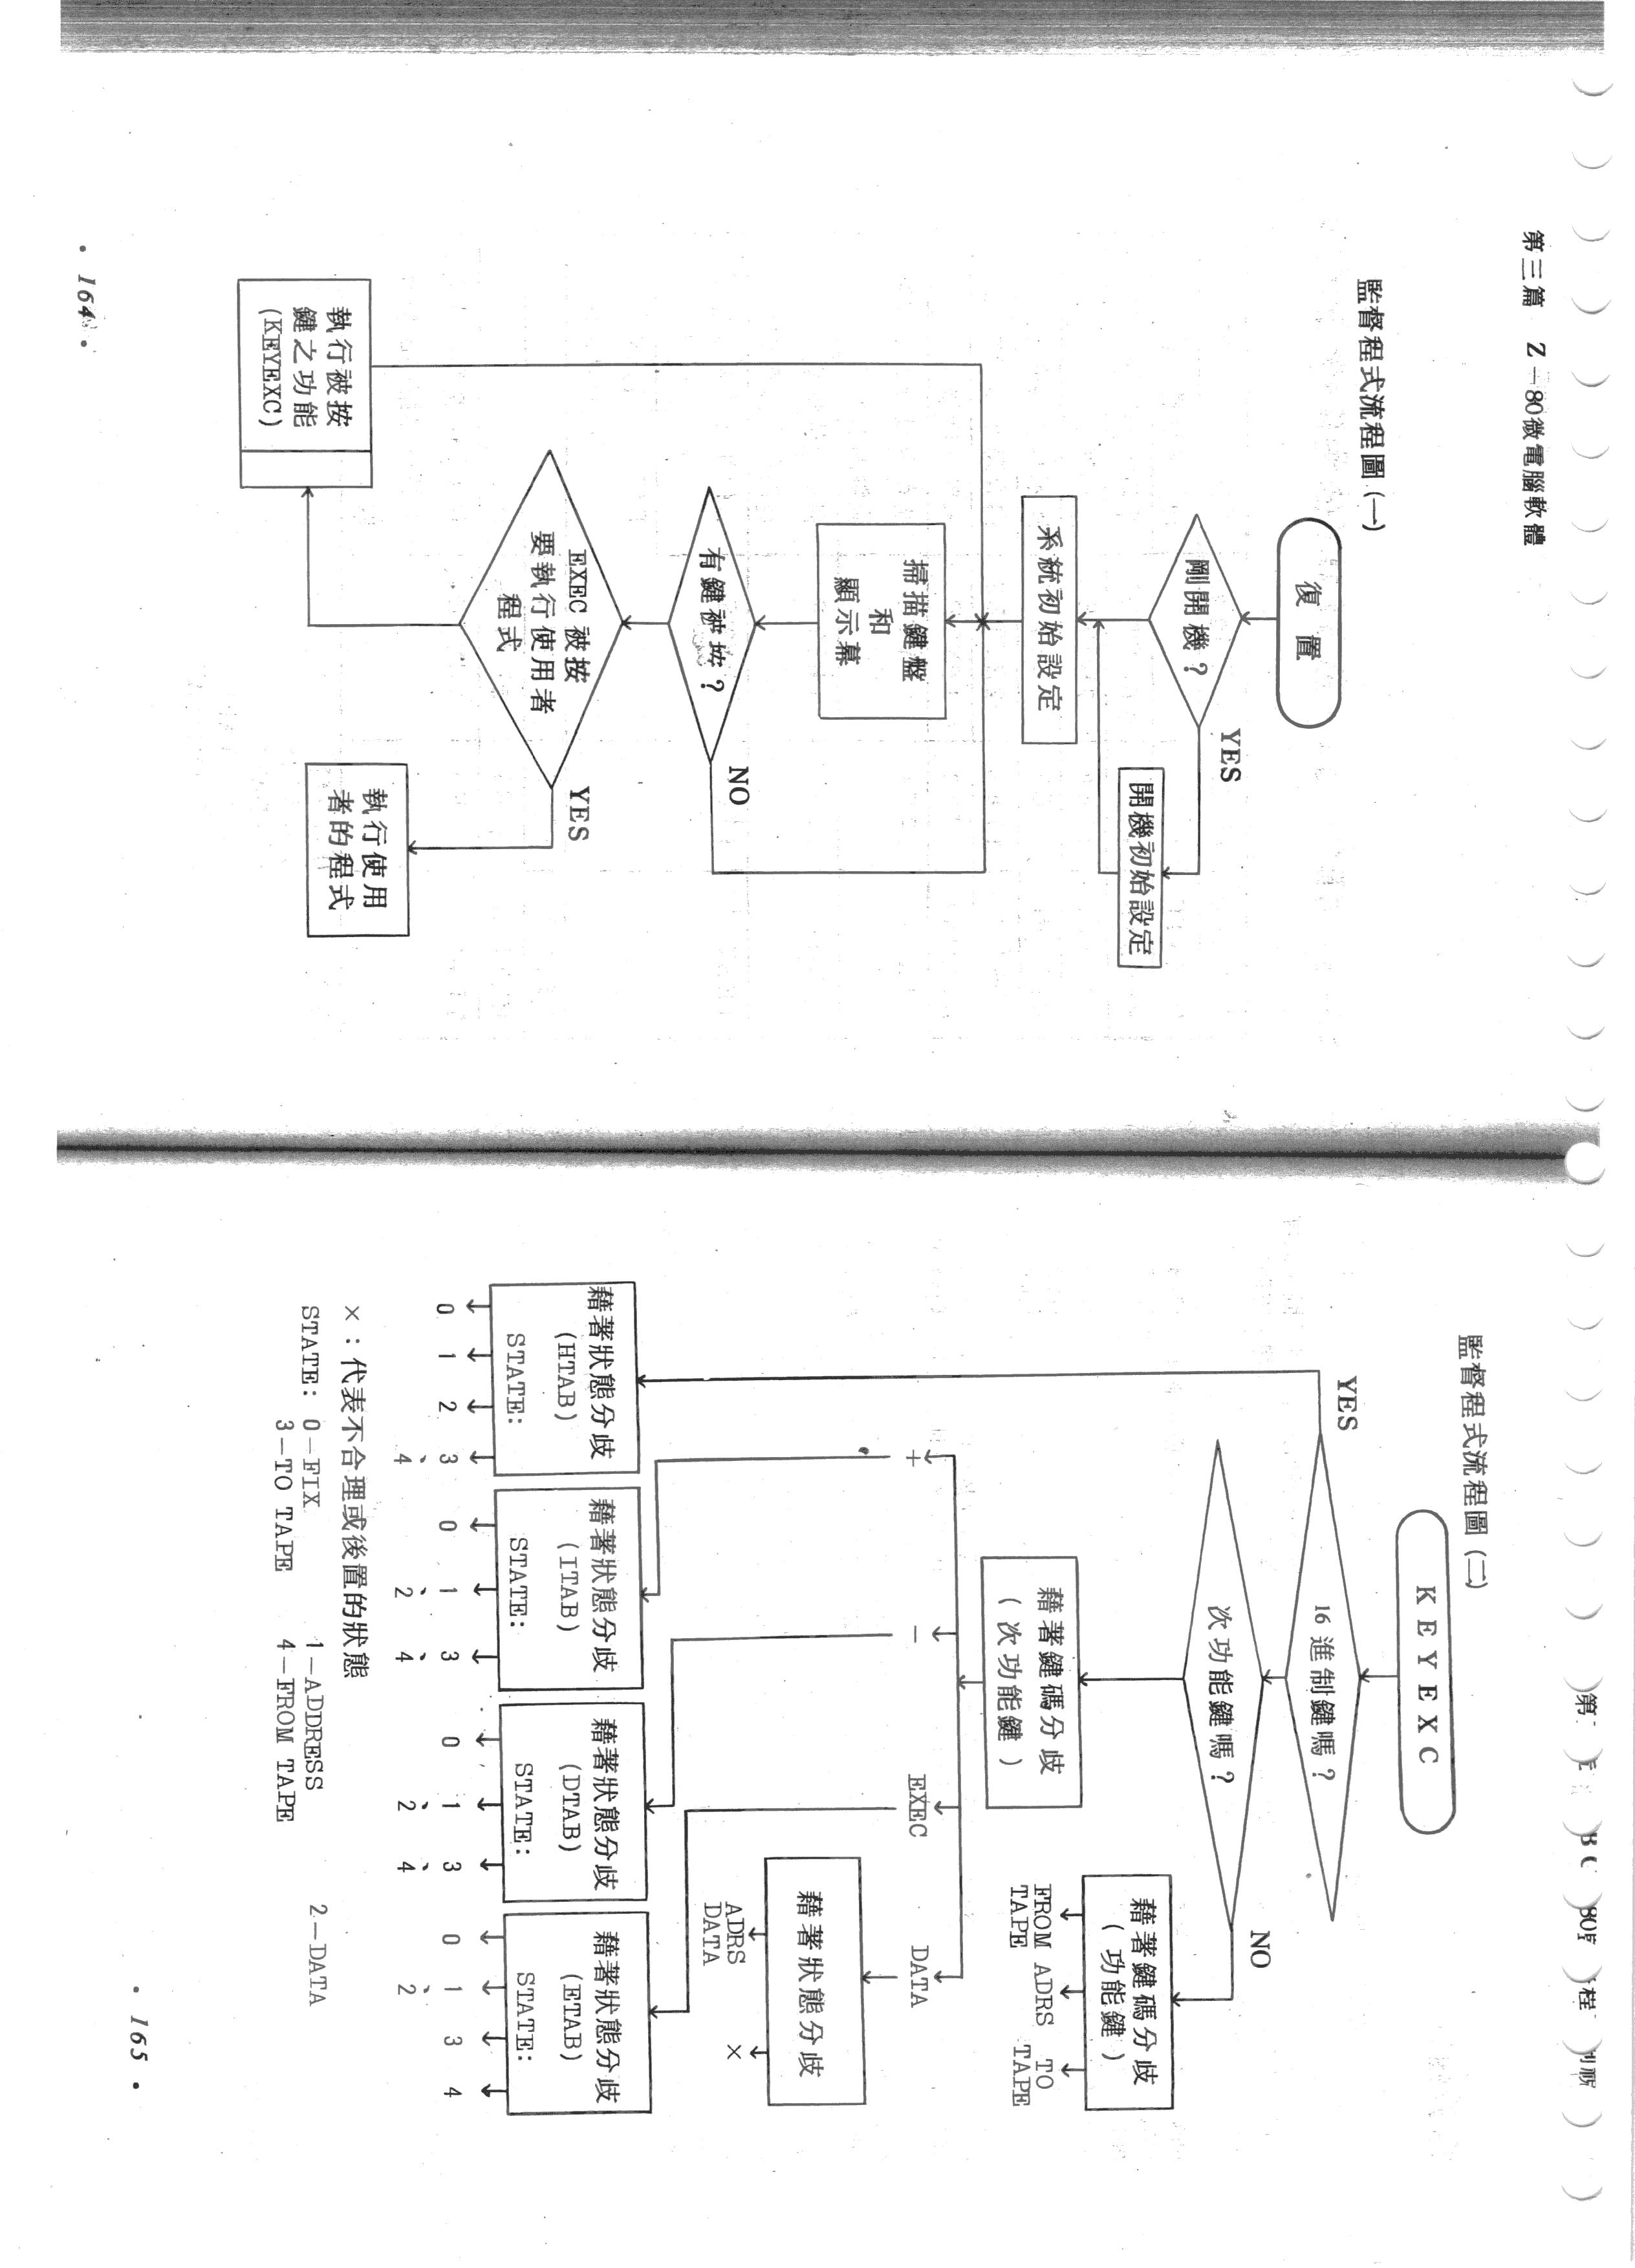 第三篇 Z-80微電腦軟體
監督程式流程圖(一)
復置
剛開機?
YES
開機初始設定
系統初始設定
掃描鍵盤
和
顯示幕
有鍵被按?
NO
EXEC 被按
要執行使用者
程式
YES
執行被按
鍵之功能
(KEYEXC)
執行使用
者的程式
• 164 •
監督程式流程圖(二)
KEYEXC
16進制鍵嗎?
YES
次功能鍵嗎?
NO
藉著鍵碼分歧
(功能鍵)
FROM ADRS TO
TAPE TAPE
藉著鍵碼分歧
(次功能鍵)
+ − EXEC DATA
藉著狀態分歧
ADRS ×
DATA
藉著狀態分歧
(HTAB)
STATE:
0 1 2 3
、4
藉著狀態分歧
(ITAB)
STATE:
0 1 3
、2 、4
藉著狀態分歧
(DTAB)
STATE:
0 1 3
、2 、4
藉著狀態分歧
(ETAB)
STATE:
0 1 3 4
、2
×:代表不合理或後置的狀態
STATE: 0-FIX 1-ADDRESS 2-DATA
3-TO TAPE 4-FROM TAPE
• 165 •